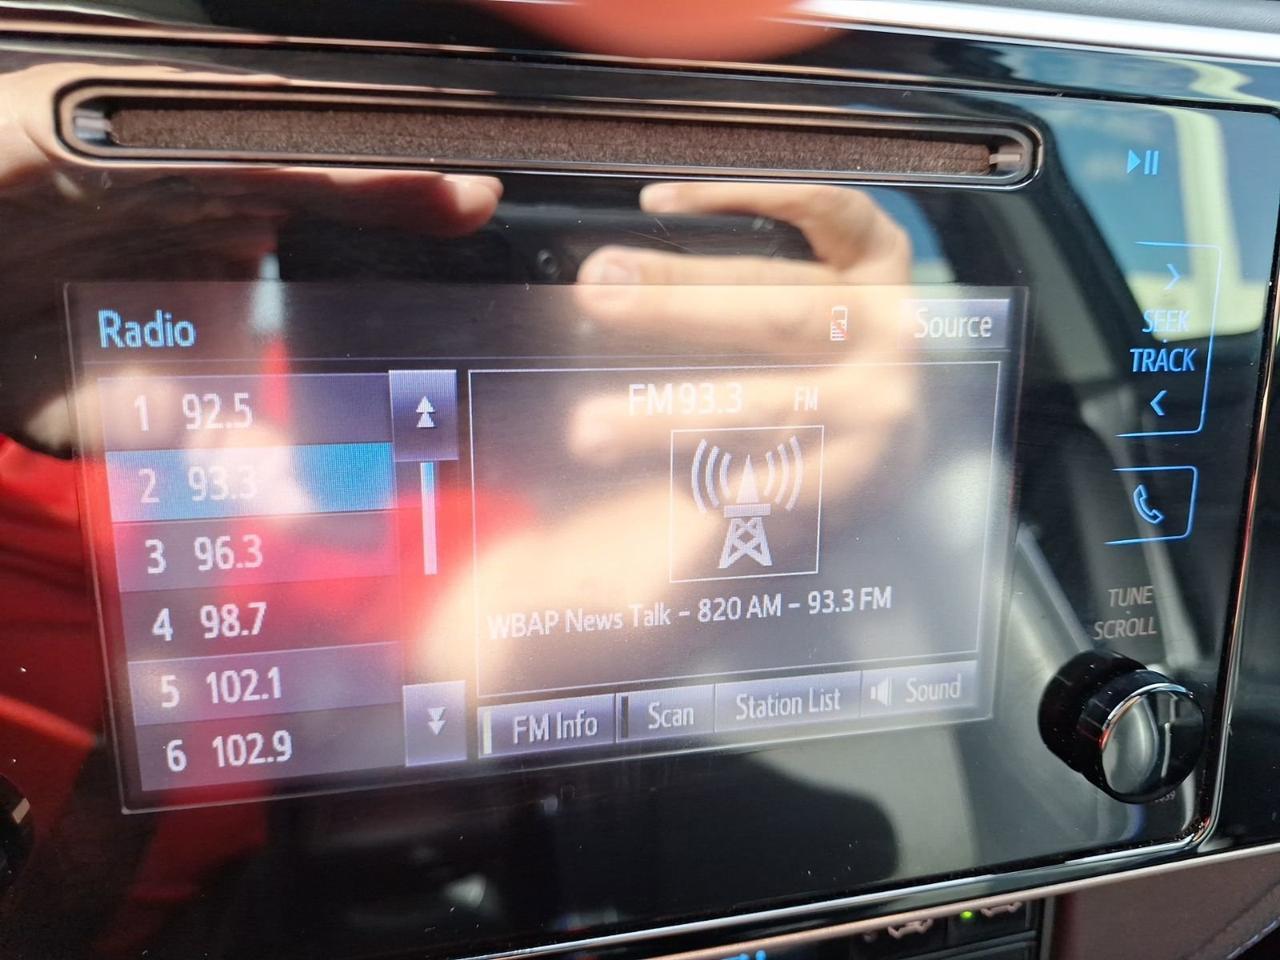 Radio
Source
1 92.5
2 93.3
3 96.3
4 98.7
5 102.1
6 102.9
FM 93.3 FM
WBAP News Talk - 820 AM - 93.3 FM
FM Info
Scan
Station List
Sound
SEEK
TRACK
TUNE
SCROLL